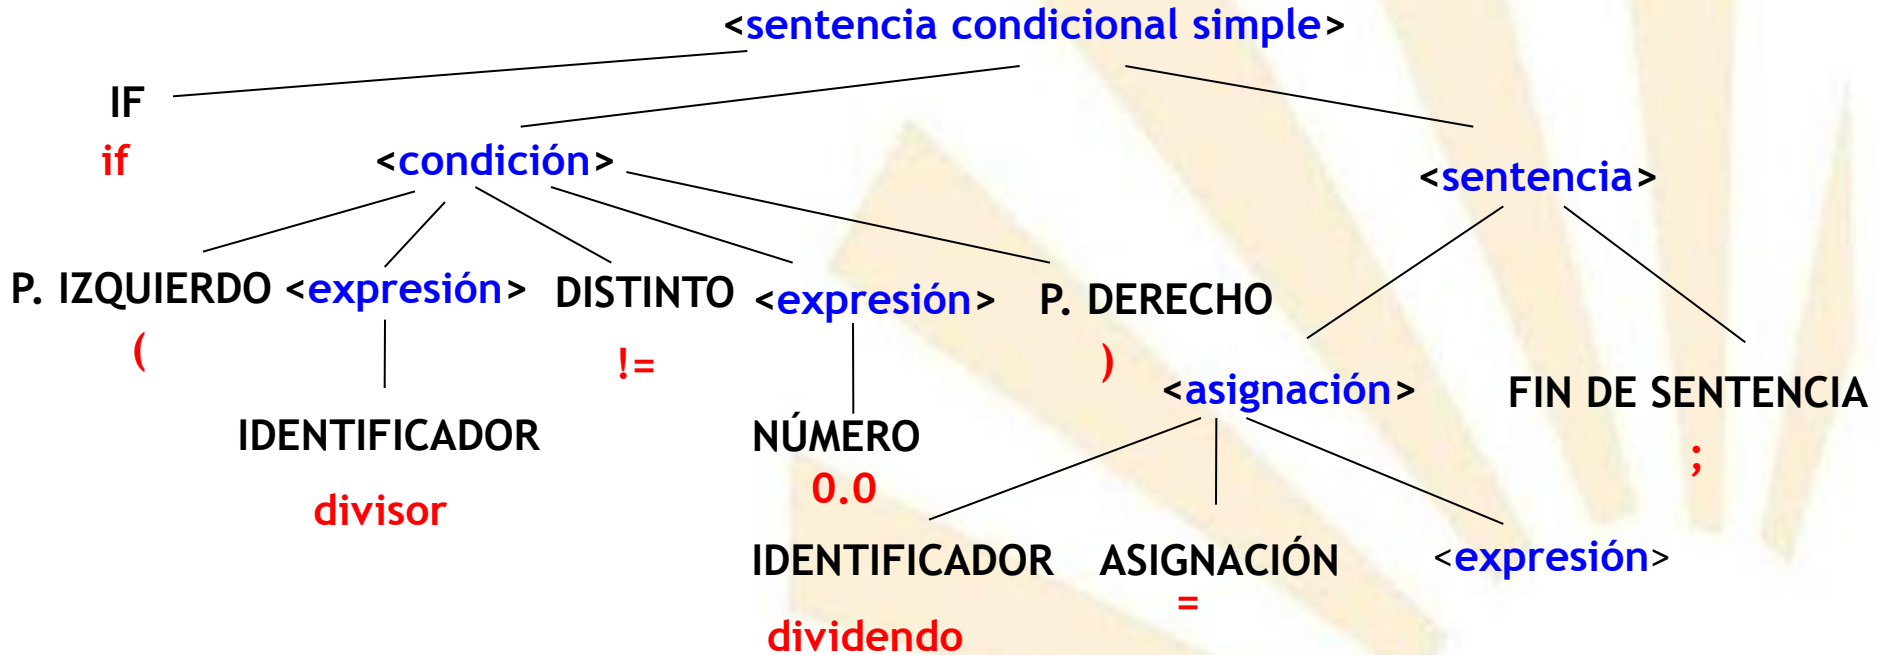 <sentencia condicional simple>
IF
if
<condición>
<sentencia>
P. IZQUIERDO <expresión> DISTINTO <expresión> P. DERECHO
( != )
<asignación> FIN DE SENTENCIA
IDENTIFICADOR NÚMERO ;
0.0
divisor
IDENTIFICADOR ASIGNACIÓN <expresión>
=
dividendo